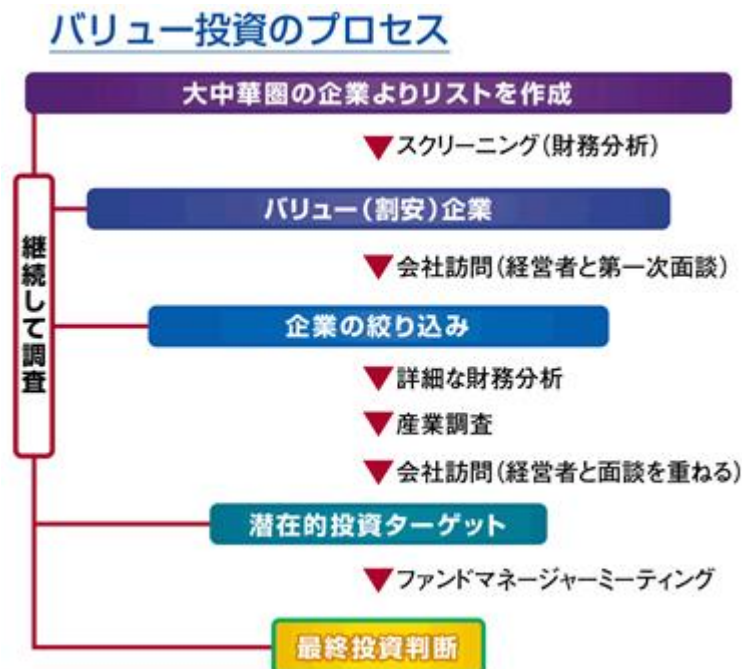 バリュー投資のプロセス
大中華圏の企業よりリストを作成
▼スクリーニング(財務分析)
バリュー(割安)企業
▼会社訪問(経営者と第一次面談)
継続して調査
企業の絞り込み
▼詳細な財務分析
▼産業調査
▼会社訪問(経営者と面談を重ねる)
潜在的投資ターゲット
▼ファンドマネージャーミーティング
最終投資判断